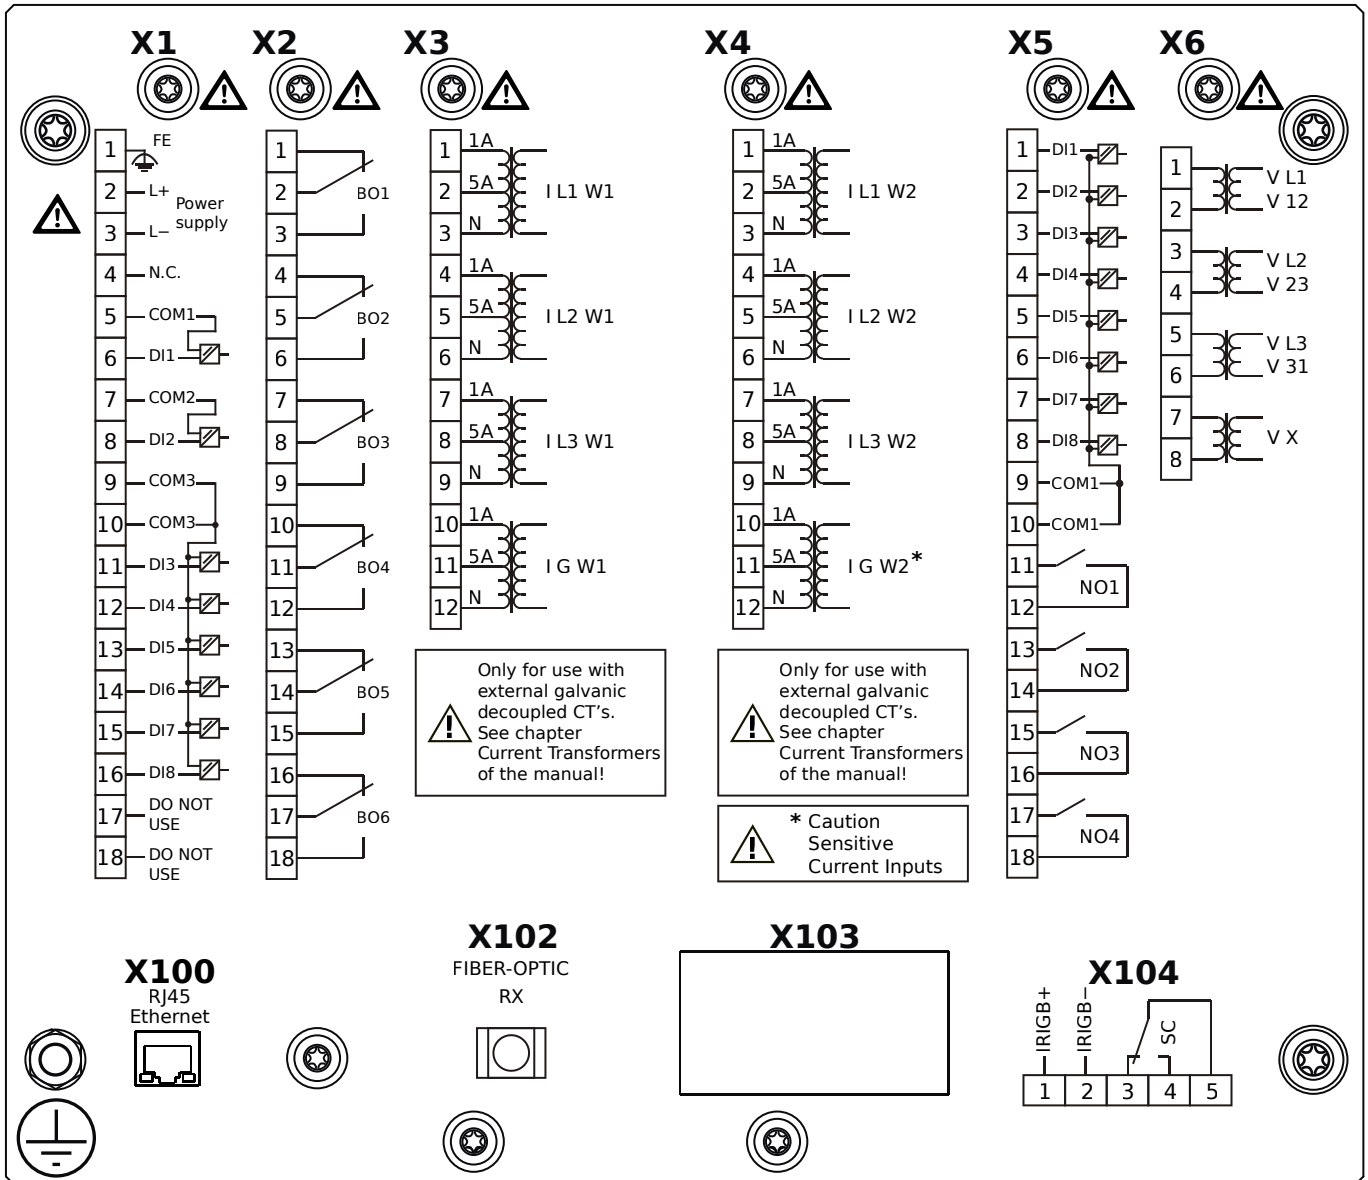 X1
X2
X3
X4
X5
X6
1
FE
2
L+
Power
supply
3
L−
4
N.C.
5
COM1
6
DI1
7
COM2
8
DI2
9
COM3
10
COM3
11
DI3
12
DI4
13
DI5
14
DI6
15
DI7
16
DI8
17
DO NOT
USE
18
DO NOT
USE
1
2
BO1
3
4
5
BO2
6
7
8
BO3
9
10
11
BO4
12
13
14
BO5
15
16
17
BO6
18
1
1A
2
5A
I L1 W1
3
N
4
1A
5
5A
I L2 W1
6
N
7
1A
8
5A
I L3 W1
9
N
10
1A
11
5A
I G W1
12
N
Only for use with
external galvanic
decoupled CT's.
See chapter
Current Transformers
of the manual!
1
1A
2
5A
I L1 W2
3
N
4
1A
5
5A
I L2 W2
6
N
7
1A
8
5A
I L3 W2
9
N
10
1A
11
5A
I G W2*
12
N
Only for use with
external galvanic
decoupled CT's.
See chapter
Current Transformers
of the manual!
* Caution
Sensitive
Current Inputs
1
DI1
2
DI2
3
DI3
4
DI4
5
DI5
6
DI6
7
DI7
8
DI8
9
COM1
10
COM1
11
NO1
12
13
NO2
14
15
NO3
16
17
NO4
18
1
V L1
2
V 12
3
V L2
4
V 23
5
V L3
6
V 31
7
V X
8
X100
RJ45
Ethernet
X102
FIBER-OPTIC
RX
X103
X104
IRIGB+
IRIGB−
SC
1 2 3 4 5